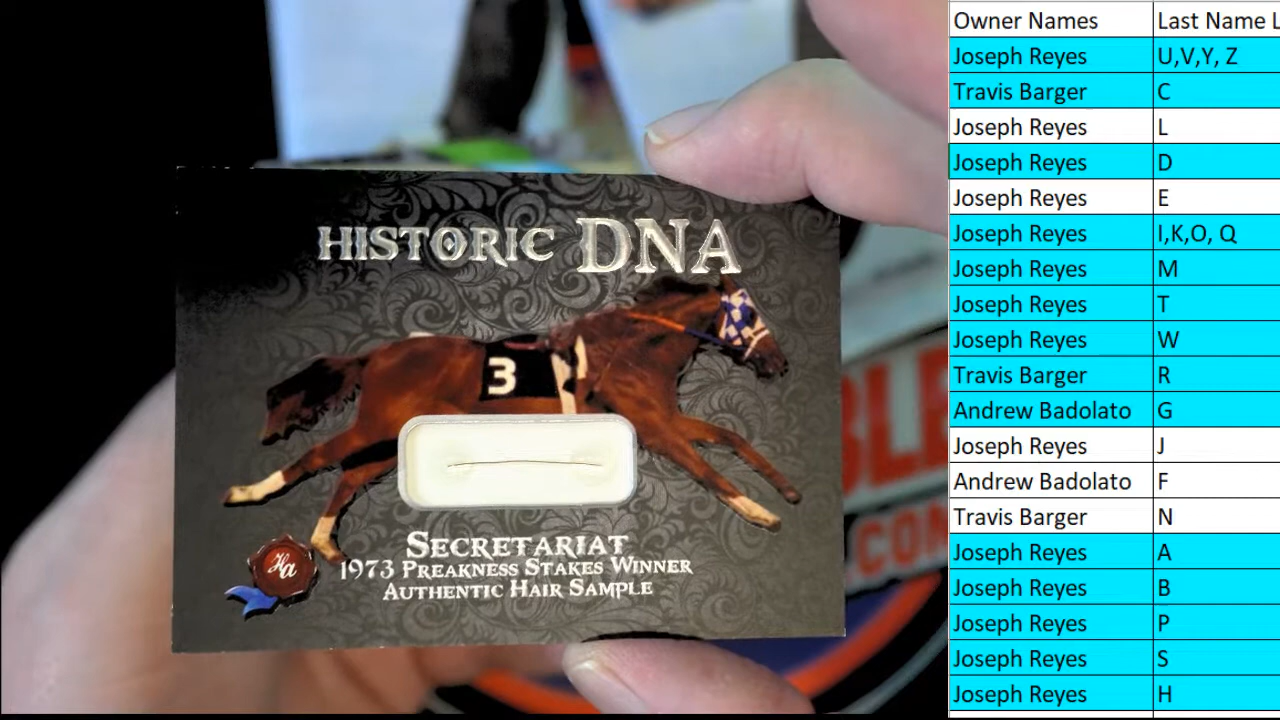 HISTORIC DNA
3
SECRETARIAT
1973 PREAKNESS STAKES WINNER
AUTHENTIC HAIR SAMPLE
Ha
BLE
.COM
Owner Names Last Name L
Joseph Reyes U,V,Y, Z
Travis Barger C
Joseph Reyes L
Joseph Reyes D
Joseph Reyes E
Joseph Reyes I,K,O, Q
Joseph Reyes M
Joseph Reyes T
Joseph Reyes W
Travis Barger R
Andrew Badolato G
Joseph Reyes J
Andrew Badolato F
Travis Barger N
Joseph Reyes A
Joseph Reyes B
Joseph Reyes P
Joseph Reyes S
Joseph Reyes H